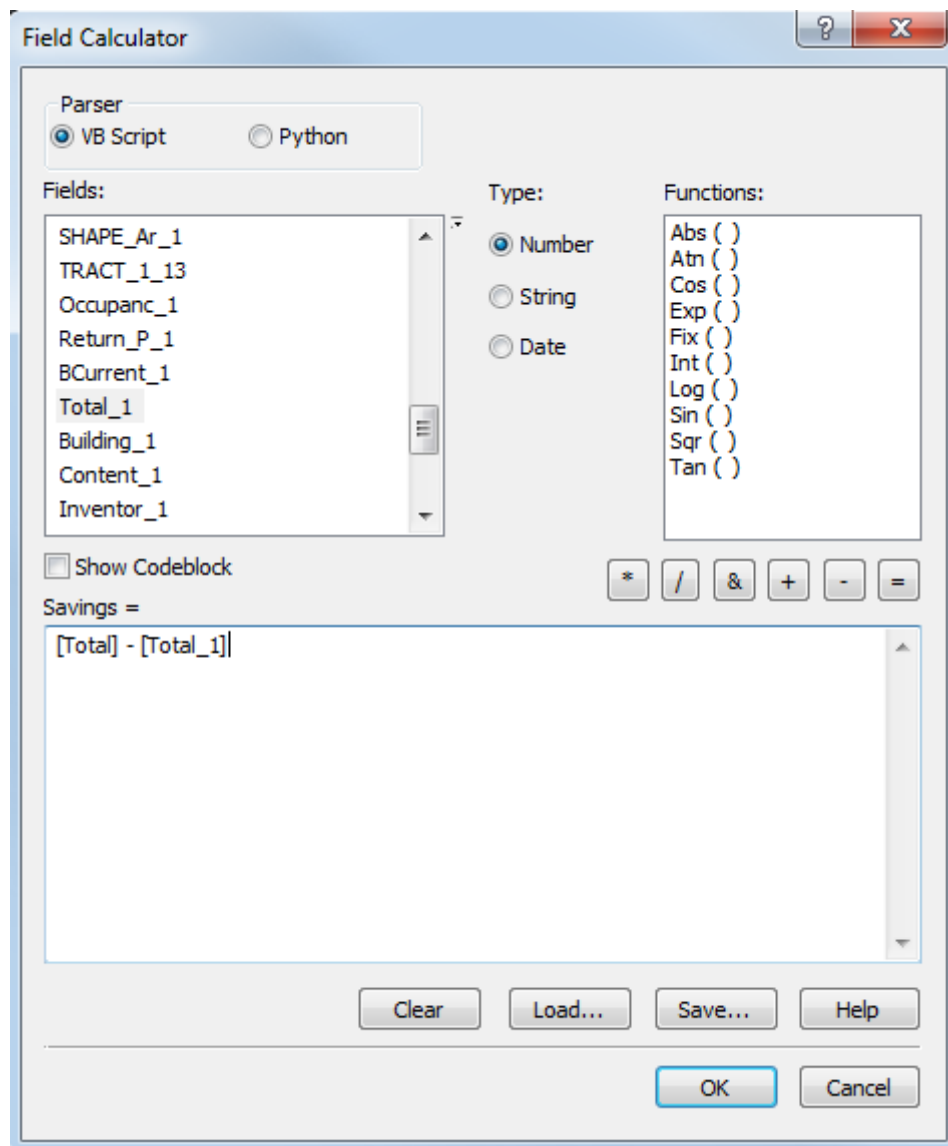 Field Calculator
?
Parser
VB Script Python
Fields: Type: Functions:
SHAPE_Ar_1
TRACT_1_13
Occupanc_1
Return_P_1
BCurrent_1
Total_1
Building_1
Content_1
Inventor_1
Number
String
Date
Abs ( )
Atn ( )
Cos ( )
Exp ( )
Fix ( )
Int ( )
Log ( )
Sin ( )
Sqr ( )
Tan ( )
Show Codeblock
* / & + - =
Savings =
[Total] - [Total_1]
Clear Load... Save... Help
OK Cancel